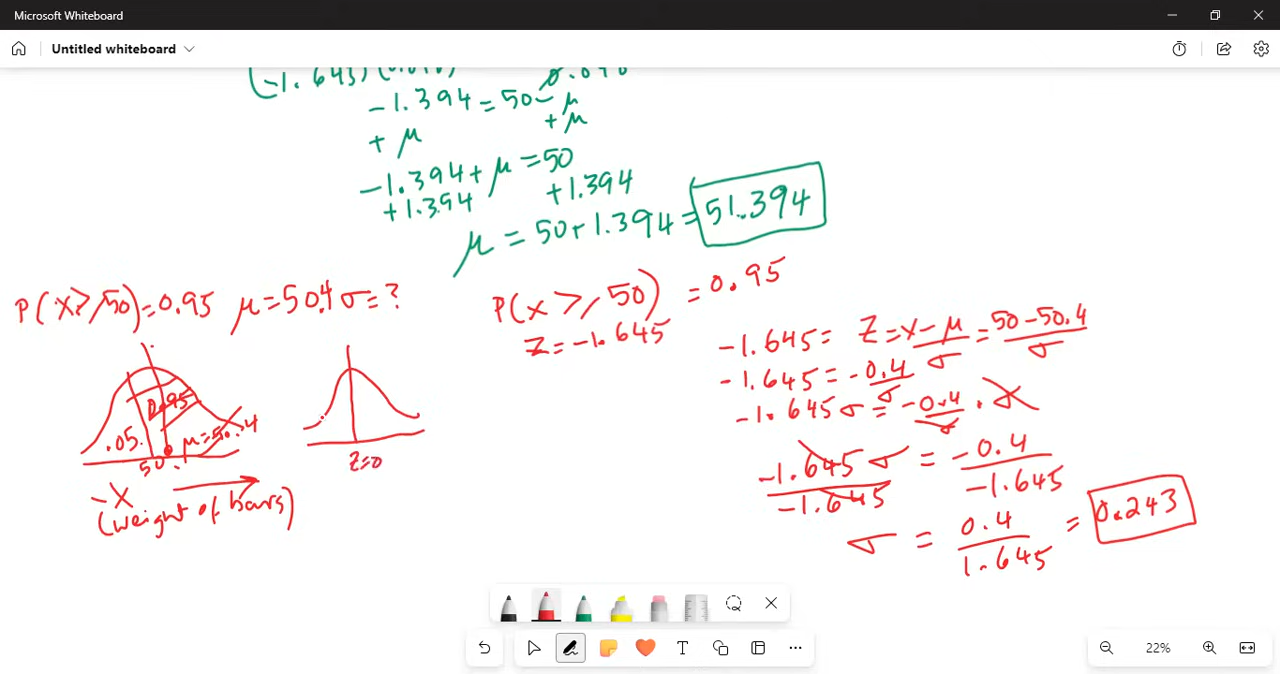 Microsoft Whiteboard
Untitled whiteboard
-1.394 = 50 - μ
+ μ + μ
-1.394 + μ = 50
+1.394 +1.394
μ = 50 + 1.394 = 51.394
P(X ≥ 50) = 0.95 μ = 50.4 σ = ?
P(X ≥ 50) = 0.95
Z = -1.645
-1.645 = Z = x - μ / σ = 50 - 50.4 / σ
-1.645 = -0.4 / σ
-1.645 σ = -0.4 / σ · σ
-1.645 σ / -1.645 = -0.4 / -1.645
σ = 0.4 / 1.645 = 0.243
0.95
.05
μ = 50.4
50
Z=0
-X
(weight of bars)
22%